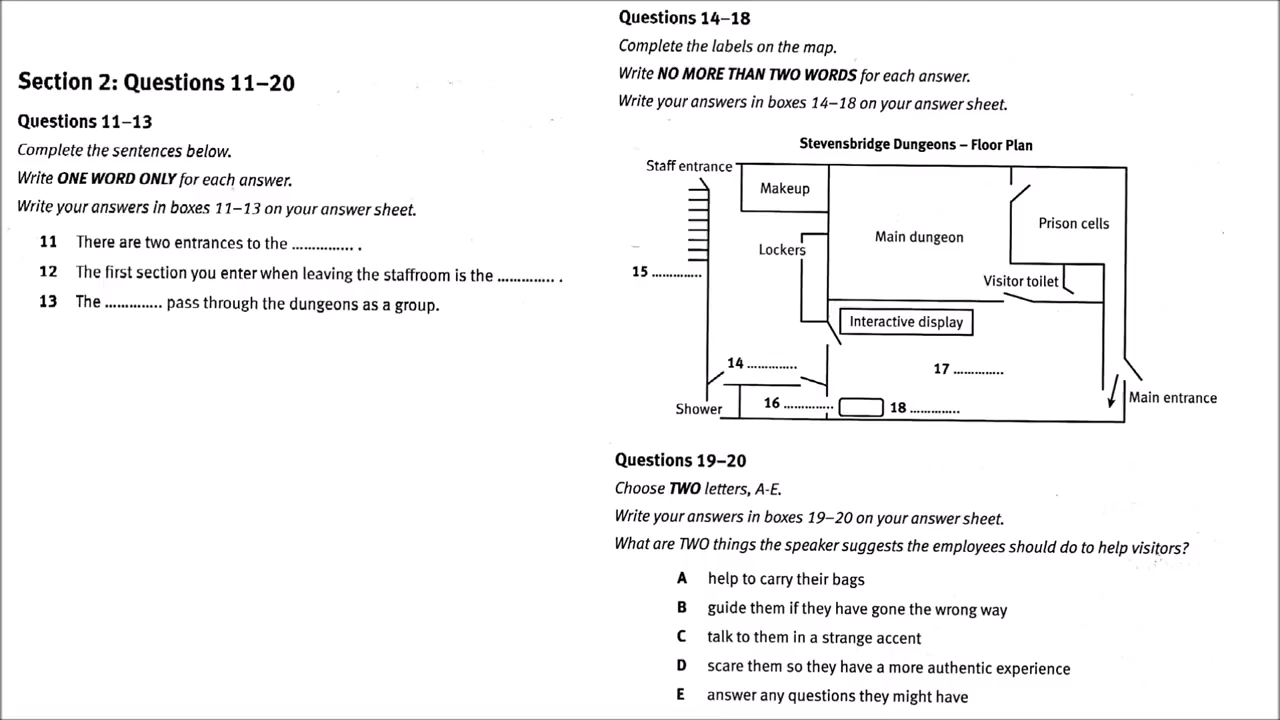 Section 2: Questions 11–20
Questions 11–13
Complete the sentences below.
Write ONE WORD ONLY for each answer.
Write your answers in boxes 11–13 on your answer sheet.
11 There are two entrances to the ............... .
12 The first section you enter when leaving the staffroom is the .............. .
13 The .............. pass through the dungeons as a group.
Questions 14–18
Complete the labels on the map.
Write NO MORE THAN TWO WORDS for each answer.
Write your answers in boxes 14–18 on your answer sheet.
Stevensbridge Dungeons – Floor Plan
Staff entrance
Makeup
Prison cells
Main dungeon
Lockers
15 ..............
Visitor toilet
Interactive display
14 ..............
17 ..............
Main entrance
Shower
16 ..............
18 ..............
Questions 19–20
Choose TWO letters, A-E.
Write your answers in boxes 19–20 on your answer sheet.
What are TWO things the speaker suggests the employees should do to help visitors?
A help to carry their bags
B guide them if they have gone the wrong way
C talk to them in a strange accent
D scare them so they have a more authentic experience
E answer any questions they might have